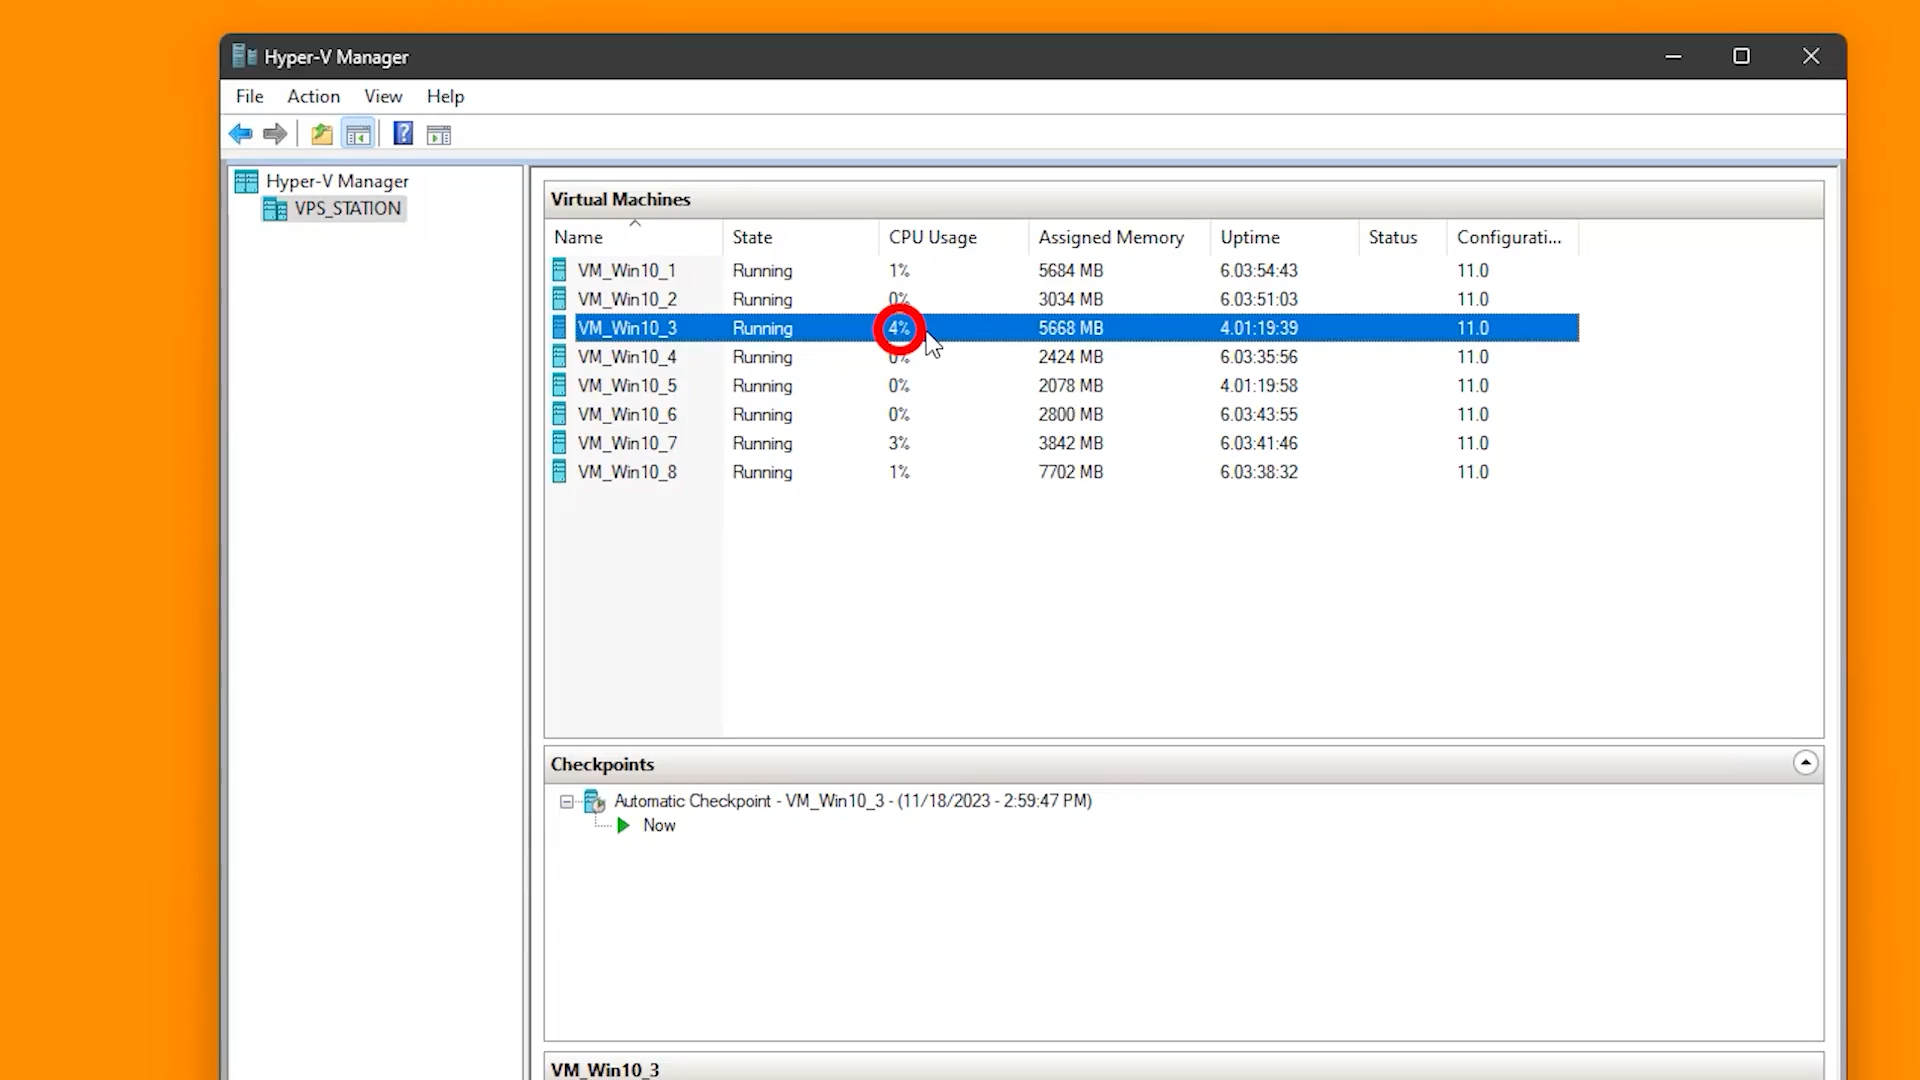 Hyper-V Manager
File Action View Help
Hyper-V Manager
VPS_STATION
Virtual Machines
Name State CPU Usage Assigned Memory Uptime Status Configurati...
VM_Win10_1 Running 1% 5684 MB 6.03:54:43 11.0
VM_Win10_2 Running 0% 3034 MB 6.03:51:03 11.0
VM_Win10_3 Running 4% 5668 MB 4.01:19:39 11.0
VM_Win10_4 Running 0% 2424 MB 6.03:35:56 11.0
VM_Win10_5 Running 0% 2078 MB 4.01:19:58 11.0
VM_Win10_6 Running 0% 2800 MB 6.03:43:55 11.0
VM_Win10_7 Running 3% 3842 MB 6.03:41:46 11.0
VM_Win10_8 Running 1% 7702 MB 6.03:38:32 11.0
Checkpoints
Automatic Checkpoint - VM_Win10_3 - (11/18/2023 - 2:59:47 PM)
Now
VM_Win10_3